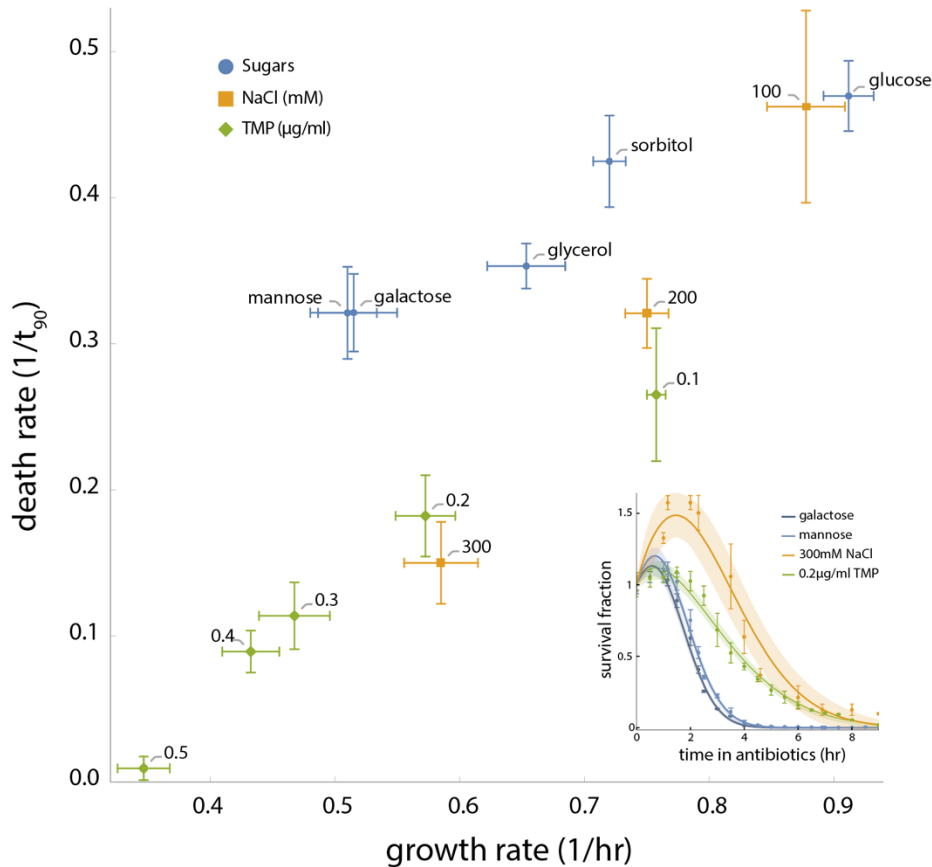 0.5
Sugars
NaCl (mM)
TMP (μg/ml)
100
glucose
sorbitol
0.4
glycerol
mannose
galactose
200
0.3
0.1
death rate (1/t90)
0.2
0.2
300
0.3
0.4
0.1
0.5
0.0
0.4
0.5
0.6
0.7
0.8
0.9
growth rate (1/hr)
1.5
galactose
mannose
300mM NaCl
0.2μg/ml TMP
1
survival fraction
0.5
0
0
2
4
6
8
time in antibiotics (hr)